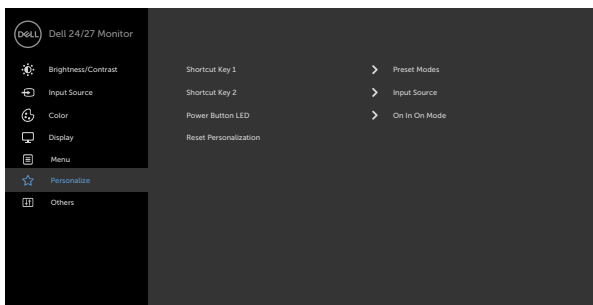 DELL
Dell 24/27 Monitor
Brightness/Contrast
Input Source
Color
Display
Menu
Personalize
Others
Shortcut Key 1 Preset Modes
Shortcut Key 2 Input Source
Power Button LED On In On Mode
Reset Personalization